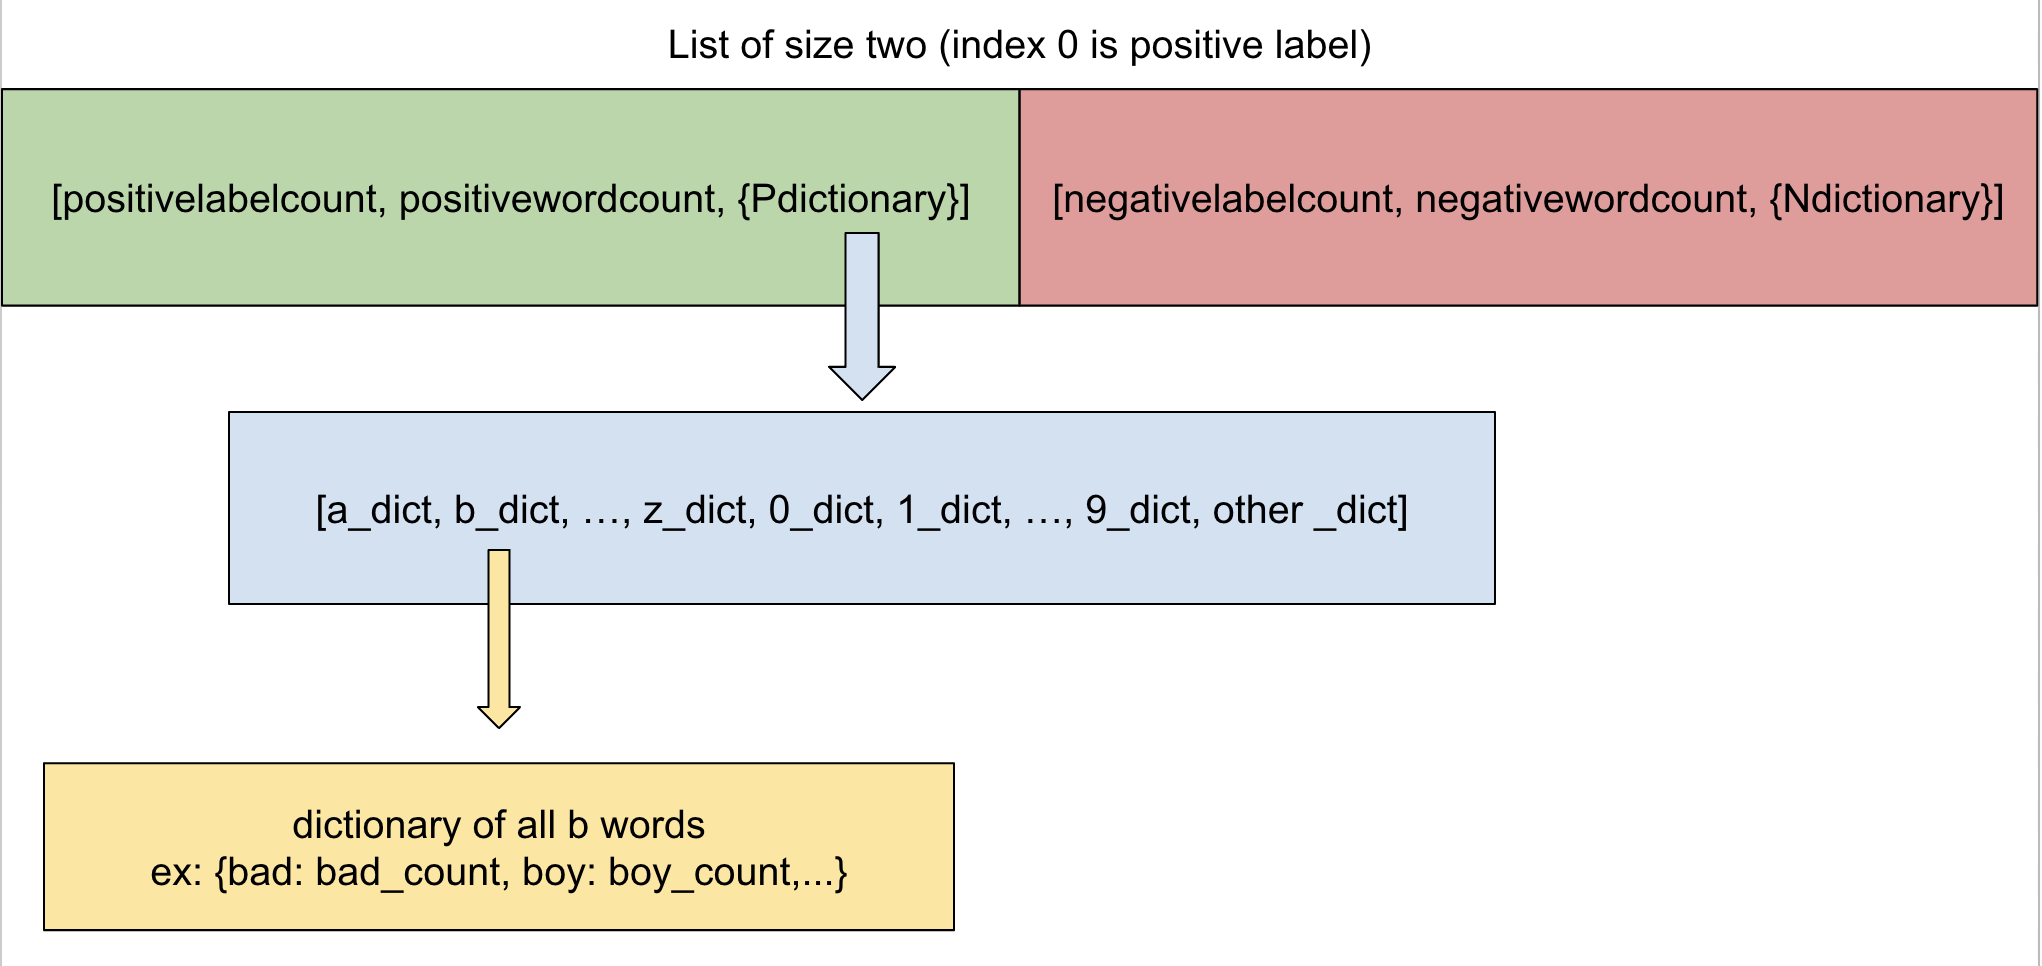 List of size two (index 0 is positive label)
[positivelabelcount, positivewordcount, {Pdictionary}]
[negativelabelcount, negativewordcount, {Ndictionary}]
[a_dict, b_dict, …, z_dict, 0_dict, 1_dict, …, 9_dict, other _dict]
dictionary of all b words
ex: {bad: bad_count, boy: boy_count,...}